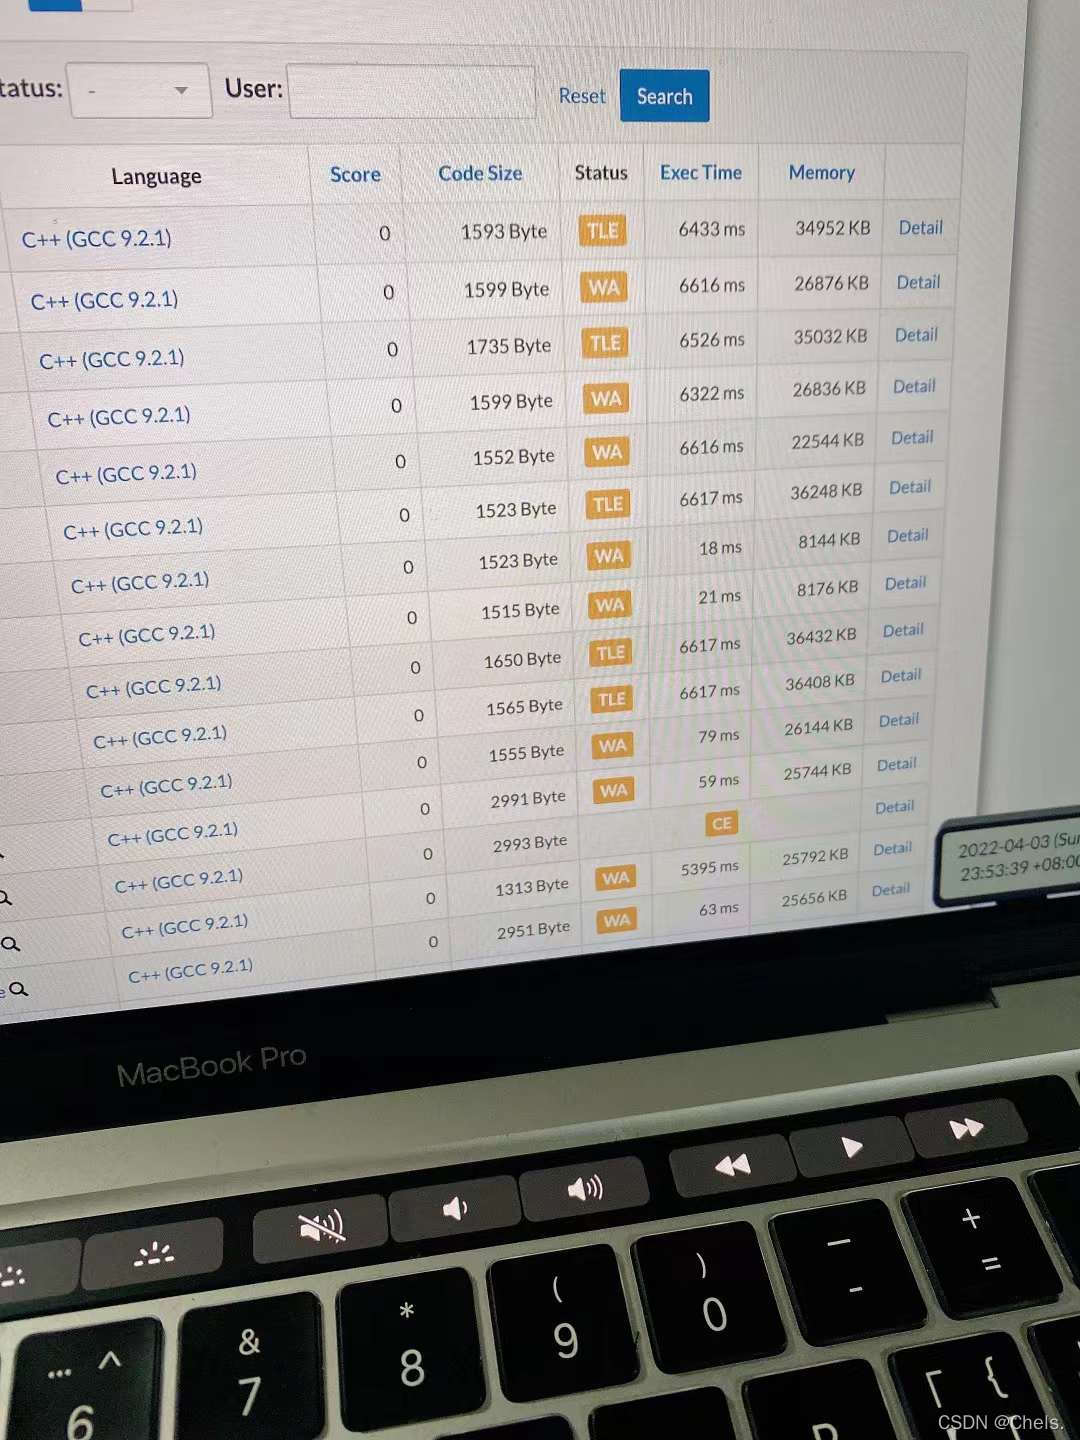 tatus: - User: Reset Search
Language Score Code Size Status Exec Time Memory
C++ (GCC 9.2.1) 0 1593 Byte TLE 6433 ms 34952 KB Detail
C++ (GCC 9.2.1) 0 1599 Byte WA 6616 ms 26876 KB Detail
C++ (GCC 9.2.1) 0 1735 Byte TLE 6526 ms 35032 KB Detail
C++ (GCC 9.2.1) 0 1599 Byte WA 6322 ms 26836 KB Detail
C++ (GCC 9.2.1) 0 1552 Byte WA 6616 ms 22544 KB Detail
C++ (GCC 9.2.1) 0 1523 Byte TLE 6617 ms 36248 KB Detail
C++ (GCC 9.2.1) 0 1523 Byte WA 18 ms 8144 KB Detail
C++ (GCC 9.2.1) 0 1515 Byte WA 21 ms 8176 KB Detail
C++ (GCC 9.2.1) 0 1650 Byte TLE 6617 ms 36432 KB Detail
C++ (GCC 9.2.1) 0 1565 Byte TLE 6617 ms 36408 KB Detail
C++ (GCC 9.2.1) 0 1555 Byte WA 79 ms 26144 KB Detail
C++ (GCC 9.2.1) 0 2991 Byte WA 59 ms 25744 KB Detail
C++ (GCC 9.2.1) 0 2993 Byte CE Detail
C++ (GCC 9.2.1) 0 1313 Byte WA 5395 ms 25792 KB Detail
e C++ (GCC 9.2.1) 0 2951 Byte WA 63 ms 25656 KB Detail
2022-04-03 (Sun
23:53:39 +08:00
MacBook Pro
… ^ & * ( ) — +
6 7 8 9 0 - =
「 {
CSDN @Chels.